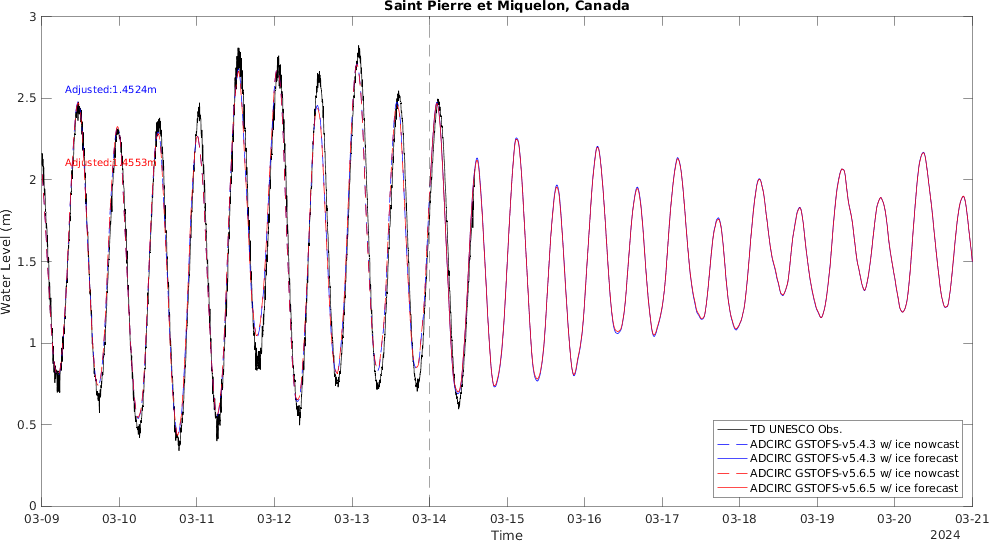 Saint Pierre et Miquelon, Canada
3
2.5
2
1.5
1
0.5
0
Water Level (m)
Adjusted:1.4524m
Adjusted:1.4553m
TD UNESCO Obs.
ADCIRC GSTOFS-v5.4.3 w/ ice nowcast
ADCIRC GSTOFS-v5.4.3 w/ ice forecast
ADCIRC GSTOFS-v5.6.5 w/ ice nowcast
ADCIRC GSTOFS-v5.6.5 w/ ice forecast
03-09 03-10 03-11 03-12 03-13 03-14 03-15 03-16 03-17 03-18 03-19 03-20 03-21
Time
2024